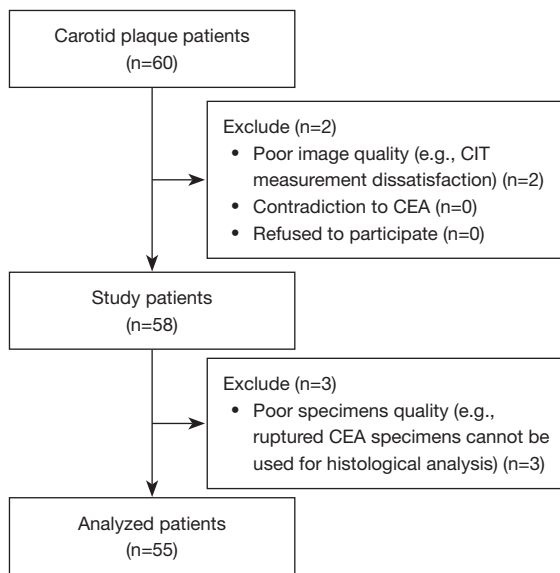 Carotid plaque patients
(n=60)
Exclude (n=2)
• Poor image quality (e.g., CIT
measurement dissatisfaction) (n=2)
• Contradiction to CEA (n=0)
• Refused to participate (n=0)
Study patients
(n=58)
Exclude (n=3)
• Poor specimens quality (e.g.,
ruptured CEA specimens cannot be
used for histological analysis) (n=3)
Analyzed patients
(n=55)